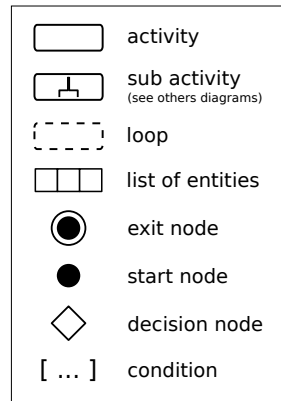 activity
sub activity
(see others diagrams)
loop
list of entities
exit node
start node
decision node
[ ... ] condition